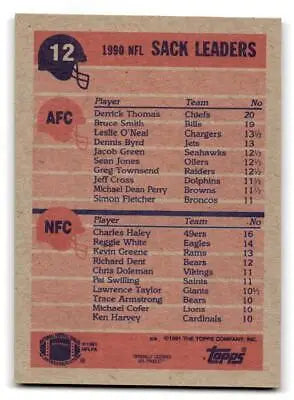 12
1990 NFL SACK LEADERS
AFC
Player Team No
Derrick Thomas Chiefs 20
Bruce Smith Bills 19
Leslie O'Neal Chargers 13½
Dennis Byrd Jets 13
Jacob Green Seahawks 12½
Sean Jones Oilers 12½
Greg Townsend Raiders 12½
Jeff Cross Dolphins 11½
Michael Dean Perry Browns 11½
Simon Fletcher Broncos 11
NFC
Player Team No
Charles Haley 49ers 16
Reggie White Eagles 14
Kevin Greene Rams 13
Richard Dent Bears 12
Chris Doleman Vikings 11
Pat Swilling Saints 11
Lawrence Taylor Giants 10½
Trace Armstrong Bears 10
Michael Cofer Lions 10
Ken Harvey Cardinals 10
©1991 THE TOPPS COMPANY, INC.
©1991
NFLPA
TOPPS